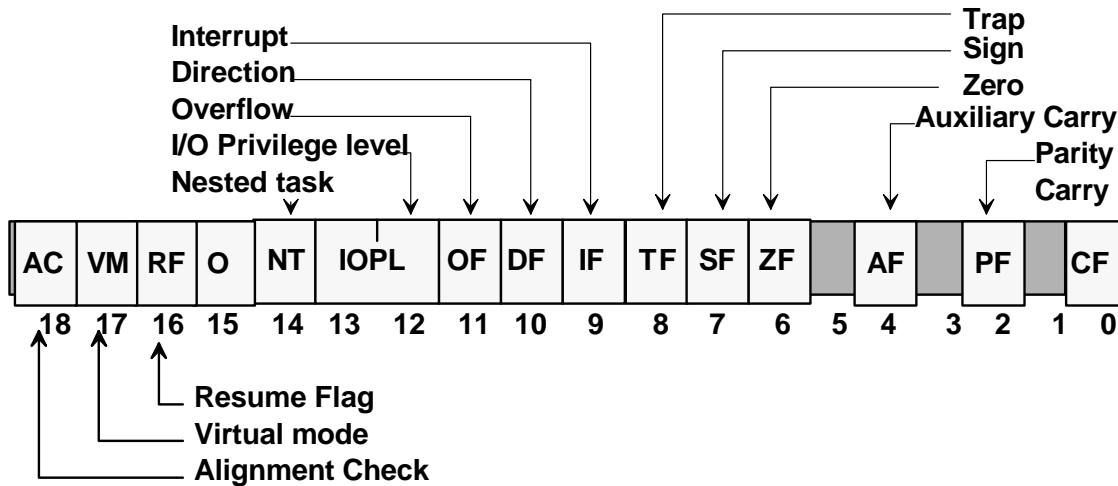 Interrupt
Direction
Overflow
I/O Privilege level
Nested task
Trap
Sign
Zero
Auxiliary Carry
Parity
Carry
AC VM RF O NT IOPL OF DF IF TF SF ZF AF PF CF
18 17 16 15 14 13 12 11 10 9 8 7 6 5 4 3 2 1 0
Resume Flag
Virtual mode
Alignment Check